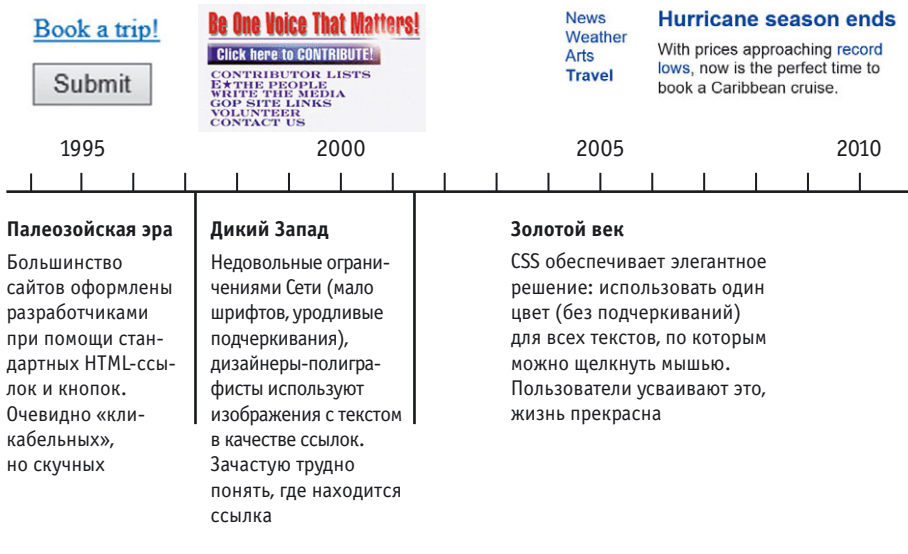 Book a trip!
Submit
Be One Voice That Matters!
Click here to CONTRIBUTE!
CONTRIBUTOR LISTS
E★THE PEOPLE
WRITE THE MEDIA
GOP SITE LINKS
VOLUNTEER
CONTACT US
News
Weather
Arts
Travel
Hurricane season ends
With prices approaching record
lows, now is the perfect time to
book a Caribbean cruise.
1995 2000 2005 2010
Палеозойская эра
Большинство
сайтов оформлены
разработчиками
при помощи стан-
дартных HTML-ссы-
лок и кнопок.
Очевидно «кли-
кабельных»,
но скучных
Дикий Запад
Недовольные ограни-
чениями Сети (мало
шрифтов, уродливые
подчеркивания),
дизайнеры-полигра-
фисты используют
изображения с текстом
в качестве ссылок.
Зачастую трудно
понять, где находится
ссылка
Золотой век
CSS обеспечивает элегантное
решение: использовать один
цвет (без подчеркиваний)
для всех текстов, по которым
можно щелкнуть мышью.
Пользователи усваивают это,
жизнь прекрасна